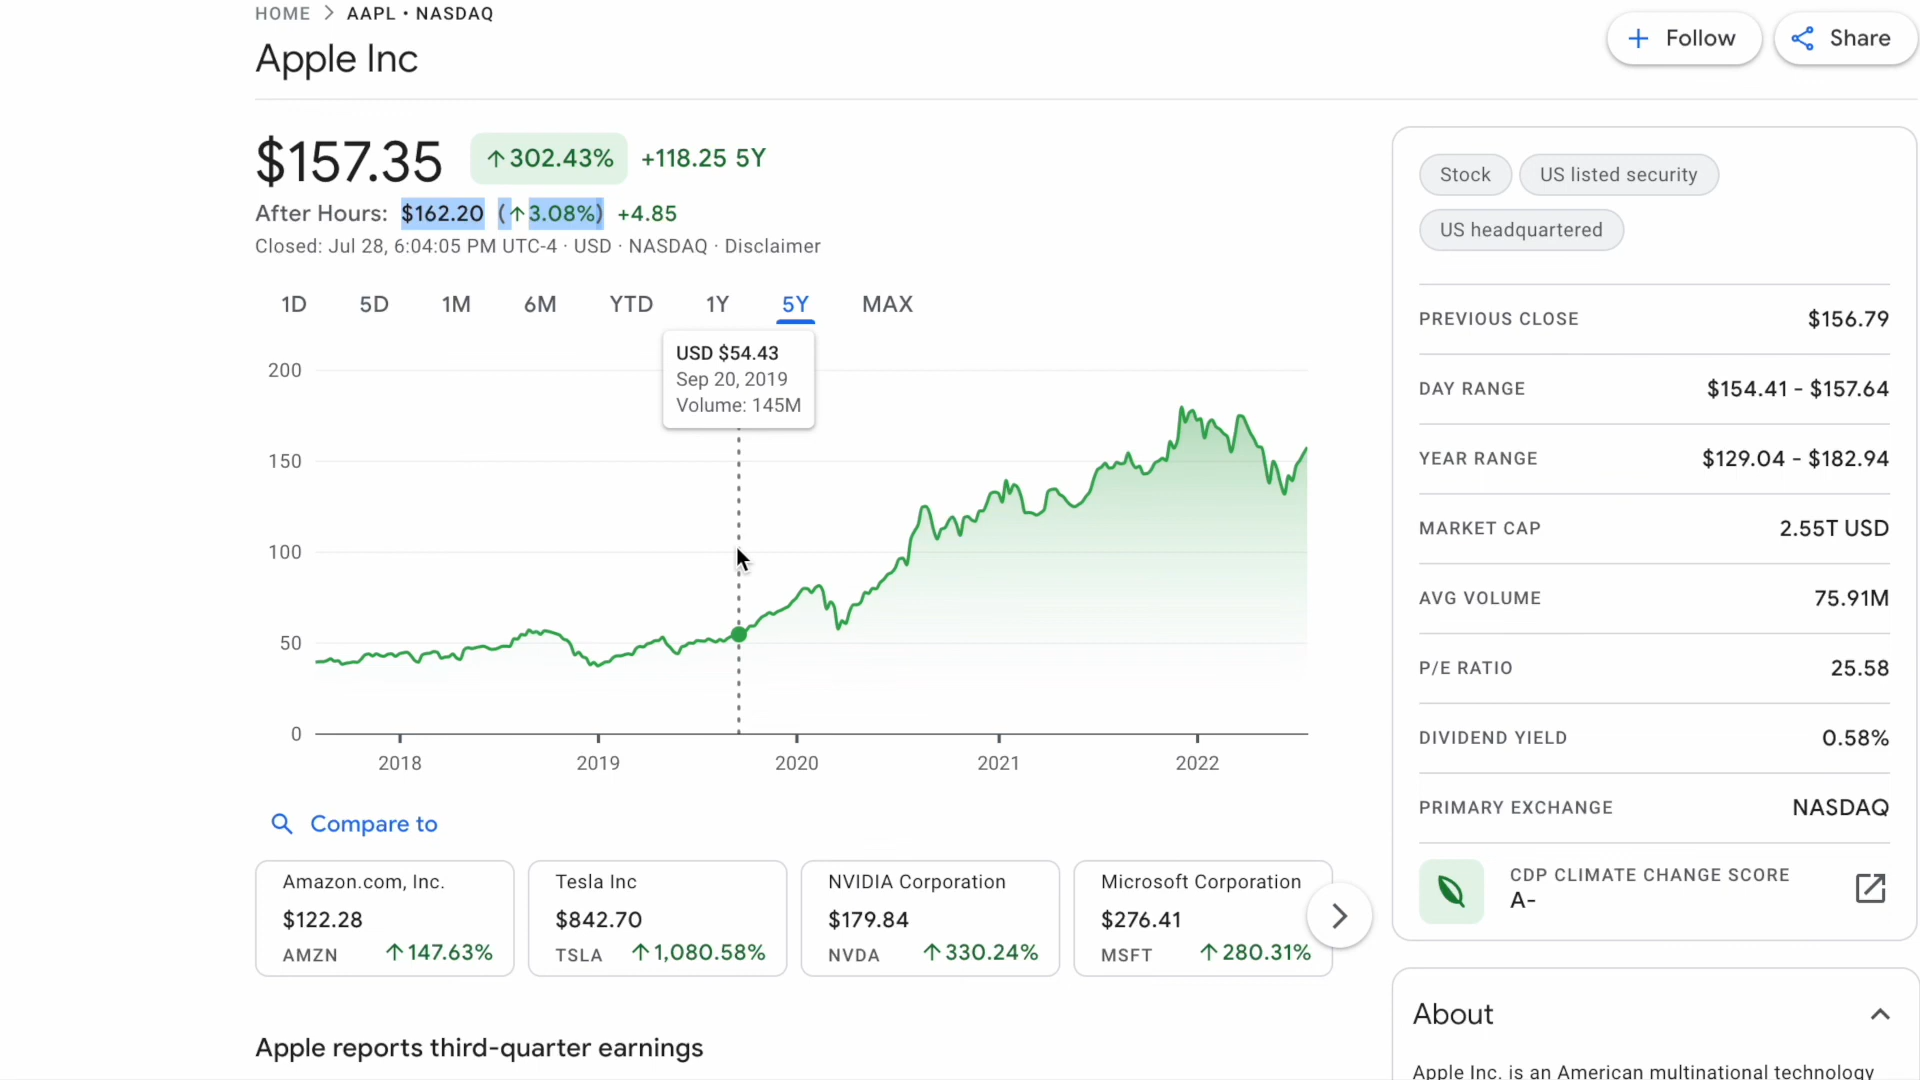 HOME > AAPL • NASDAQ
Apple Inc
Follow
Share
$157.35 ↑302.43% +118.25 5Y
After Hours: $162.20 (↑3.08%) +4.85
Closed: Jul 28, 6:04:05 PM UTC-4 · USD · NASDAQ · Disclaimer
1D 5D 1M 6M YTD 1Y 5Y MAX
USD $54.43
Sep 20, 2019
Volume: 145M
200
150
100
50
0
2018 2019 2020 2021 2022
Compare to
Amazon.com, Inc.
$122.28
AMZN ↑147.63%
Tesla Inc
$842.70
TSLA ↑1,080.58%
NVIDIA Corporation
$179.84
NVDA ↑330.24%
Microsoft Corporation
$276.41
MSFT ↑280.31%
Apple reports third-quarter earnings
Stock US listed security
US headquartered
PREVIOUS CLOSE $156.79
DAY RANGE $154.41 - $157.64
YEAR RANGE $129.04 - $182.94
MARKET CAP 2.55T USD
AVG VOLUME 75.91M
P/E RATIO 25.58
DIVIDEND YIELD 0.58%
PRIMARY EXCHANGE NASDAQ
CDP CLIMATE CHANGE SCORE
A-
About
Apple Inc. is an American multinational technology